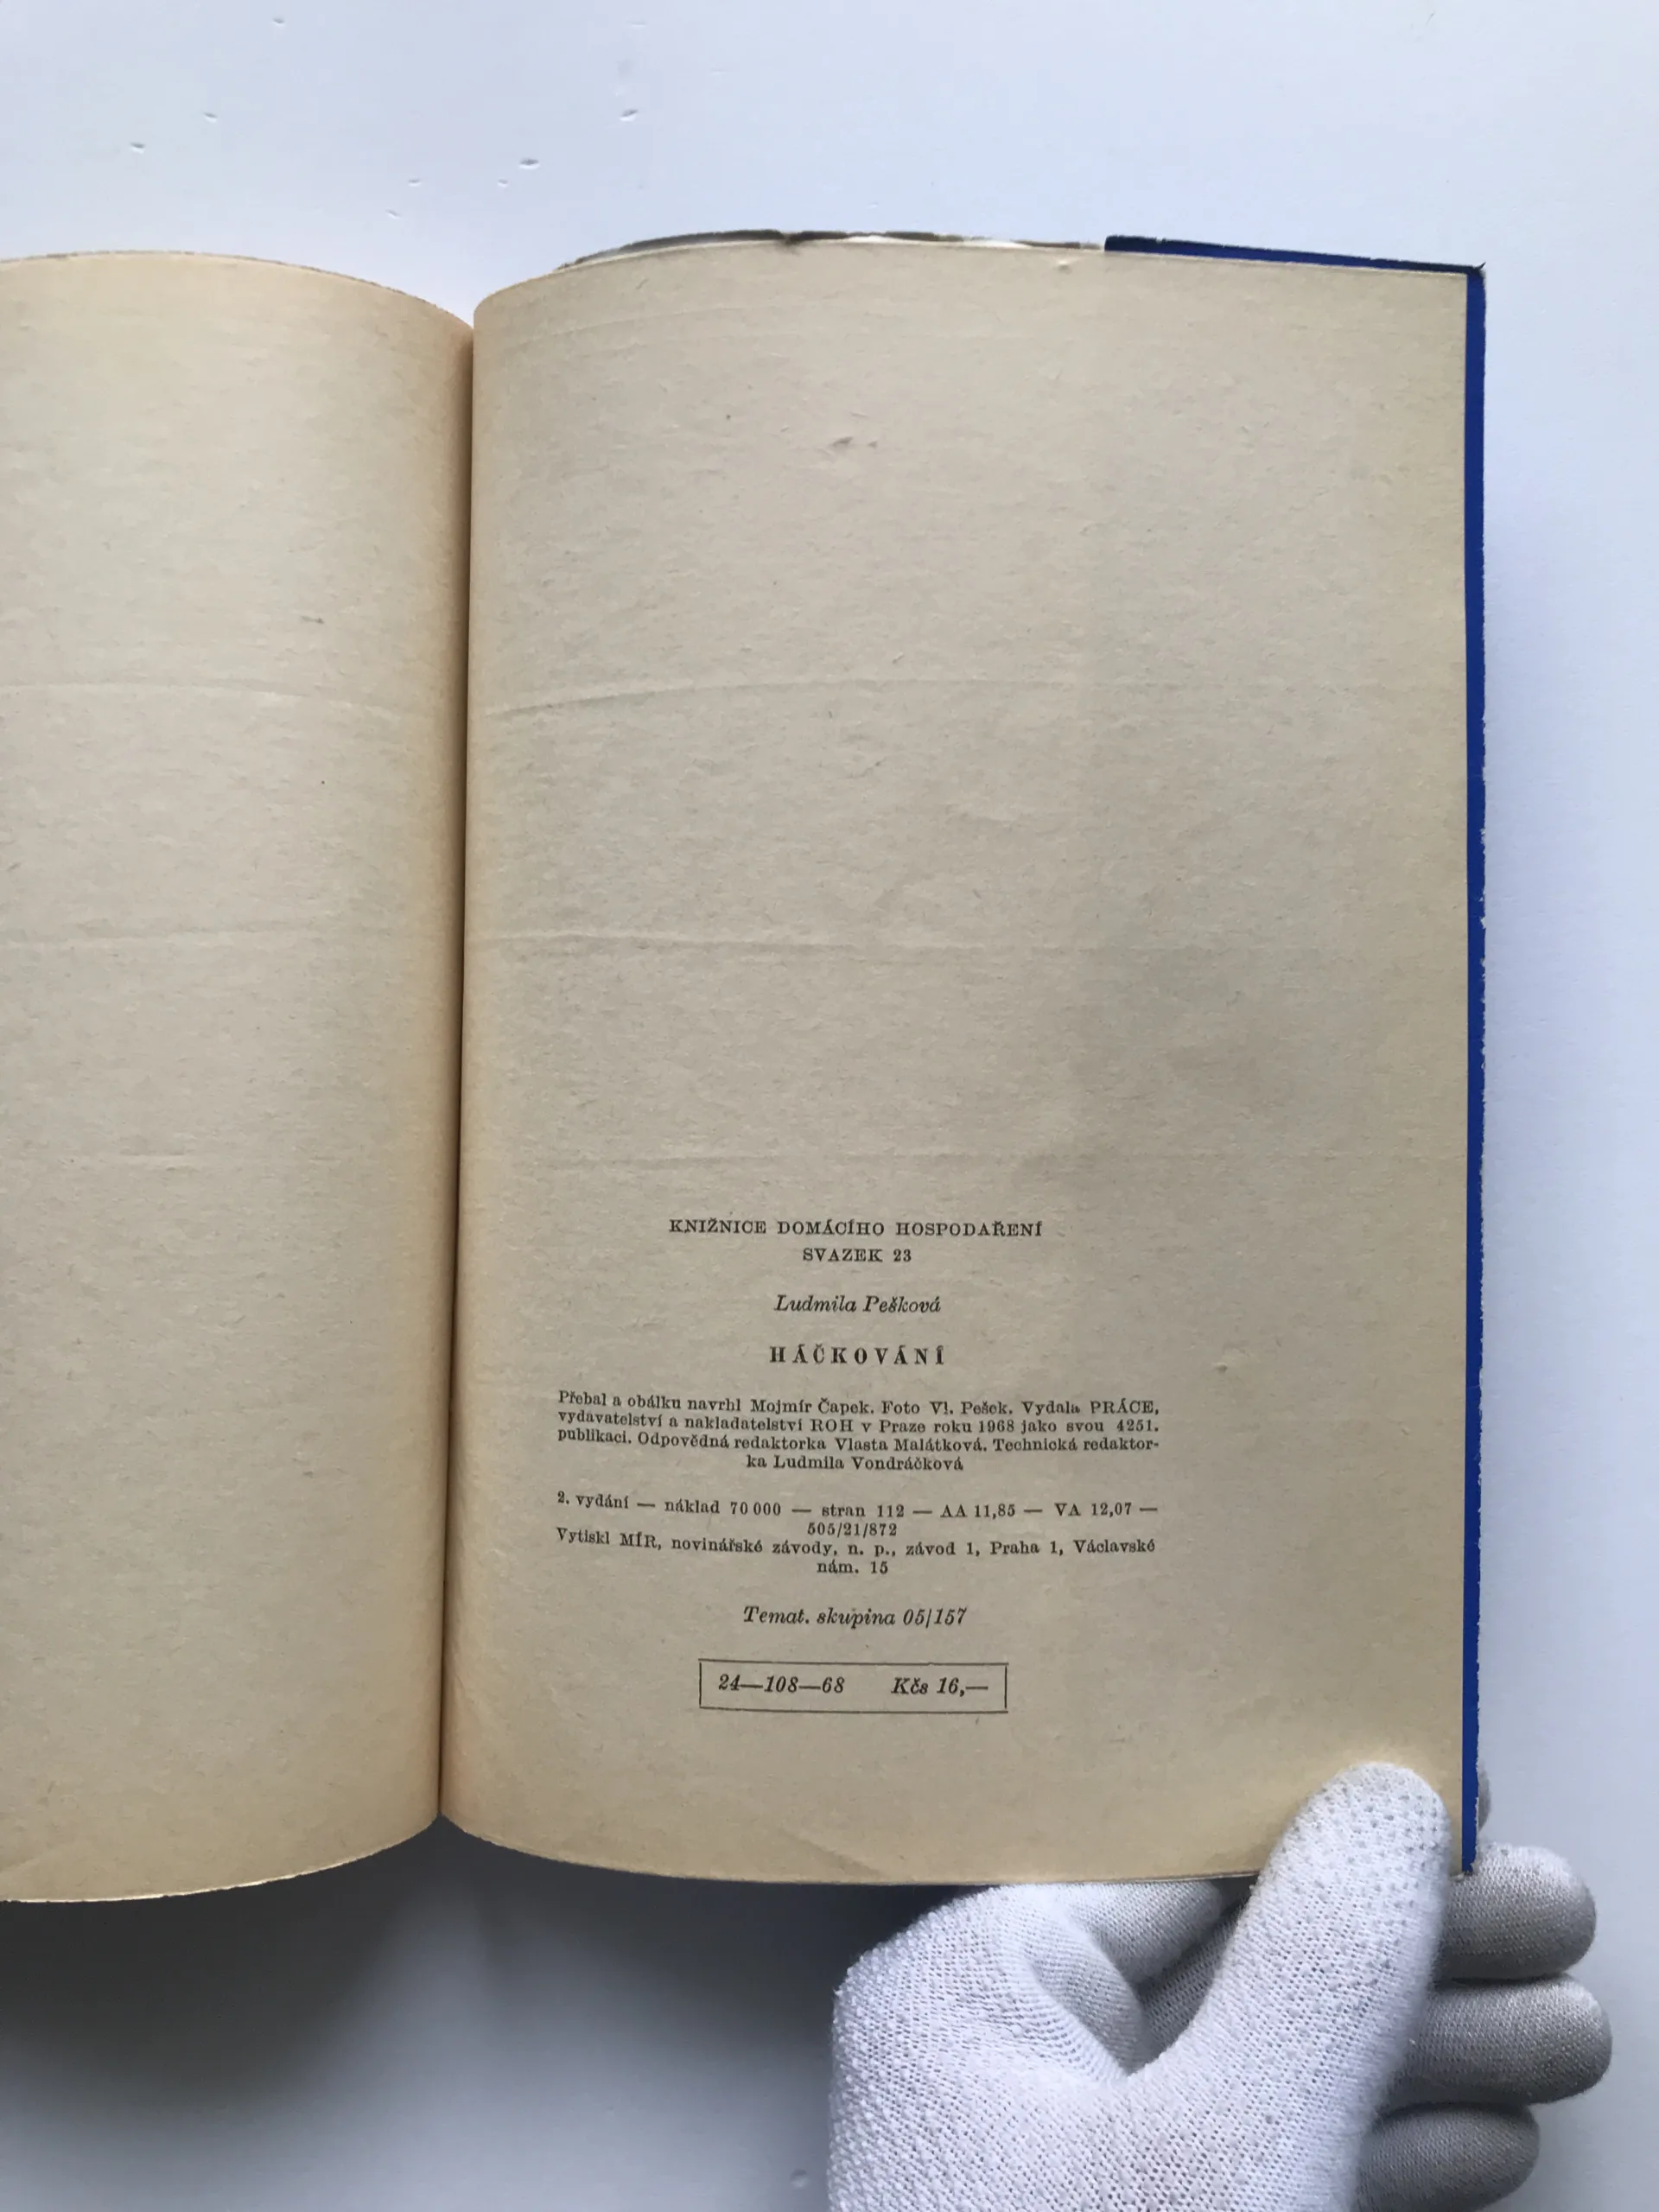 KNIŽNICE DOMÁCÍHO HOSPODAŘENÍ
SVAZEK 23
Ludmila Pešková
HÁČKOVÁNÍ
Přebal a obálku navrhl Mojmír Čapek. Foto Vl. Pešek. Vydala PRÁCE,
vydavatelství a nakladatelství ROH v Praze roku 1968 jako svou 4251.
publikaci. Odpovědná redaktorka Vlasta Malátková. Technická redaktor-
ka Ludmila Vondráčková
2. vydání — náklad 70 000 — stran 112 — AA 11,85 — VA 12,07 —
505/21/872
Vytiskl MÍR, novinářské závody, n. p., závod 1, Praha 1, Václavské
nám. 15
Temat. skupina 05/157
24—108—68 Kčs 16,—